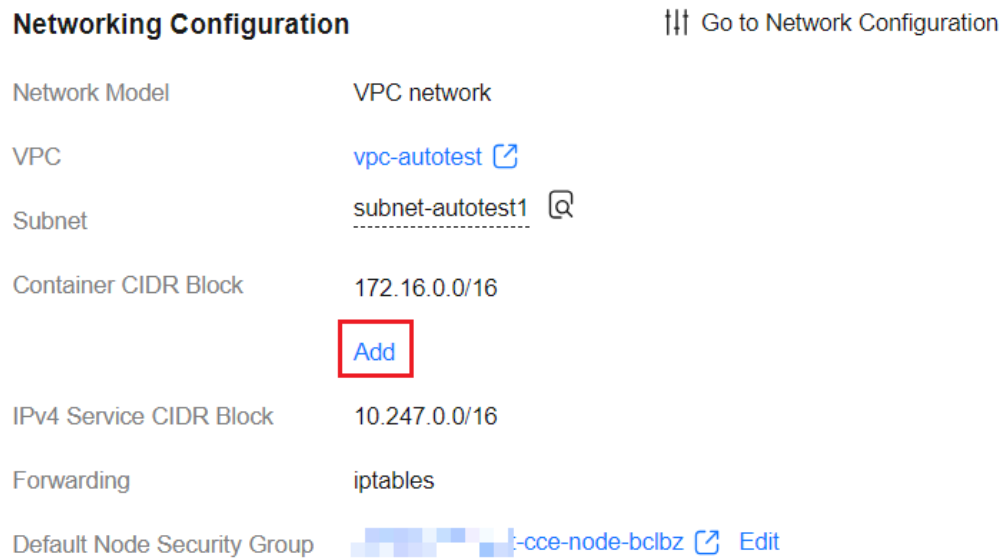 Networking Configuration
Go to Network Configuration
Network Model VPC network
VPC vpc-autotest
Subnet subnet-autotest1
Container CIDR Block 172.16.0.0/16
Add
IPv4 Service CIDR Block 10.247.0.0/16
Forwarding iptables
Default Node Security Group -cce-node-bclbz Edit